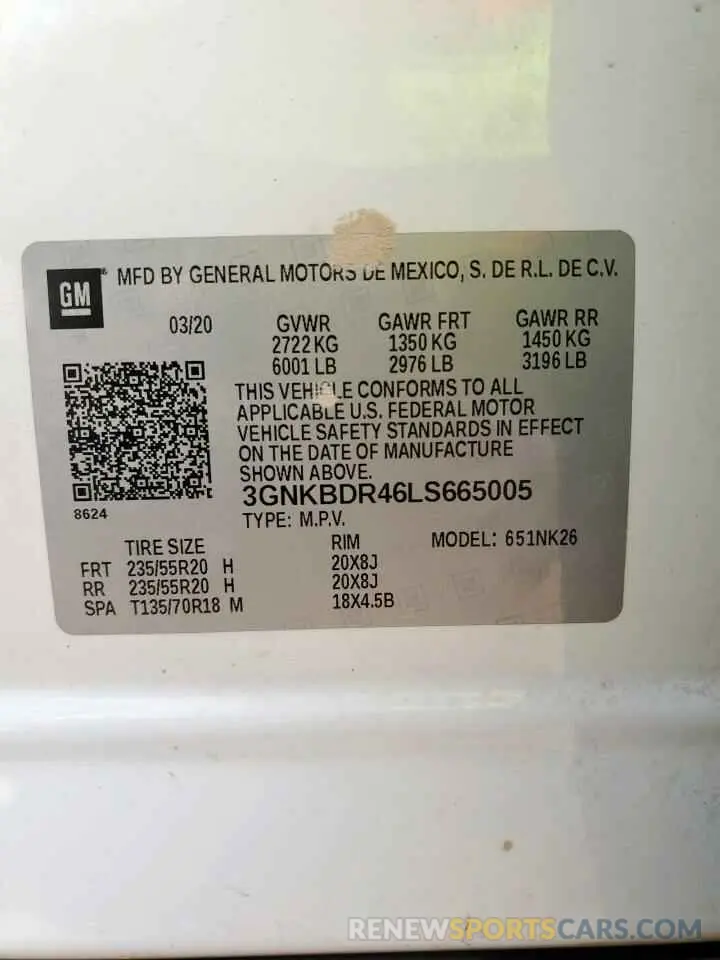 GM
MFD BY GENERAL MOTORS DE MEXICO, S. DE R.L. DE C.V.
03/20 GVWR GAWR FRT GAWR RR
2722 KG 1350 KG 1450 KG
6001 LB 2976 LB 3196 LB
THIS VEHICLE CONFORMS TO ALL
APPLICABLE U.S. FEDERAL MOTOR
VEHICLE SAFETY STANDARDS IN EFFECT
ON THE DATE OF MANUFACTURE
SHOWN ABOVE.
3GNKBDR46LS665005
8624
TYPE: M.P.V.
TIRE SIZE RIM MODEL: 651NK26
FRT 235/55R20 H 20X8J
RR 235/55R20 H 20X8J
SPA T135/70R18 M 18X4.5B
RENEWSPORTSCARS.COM